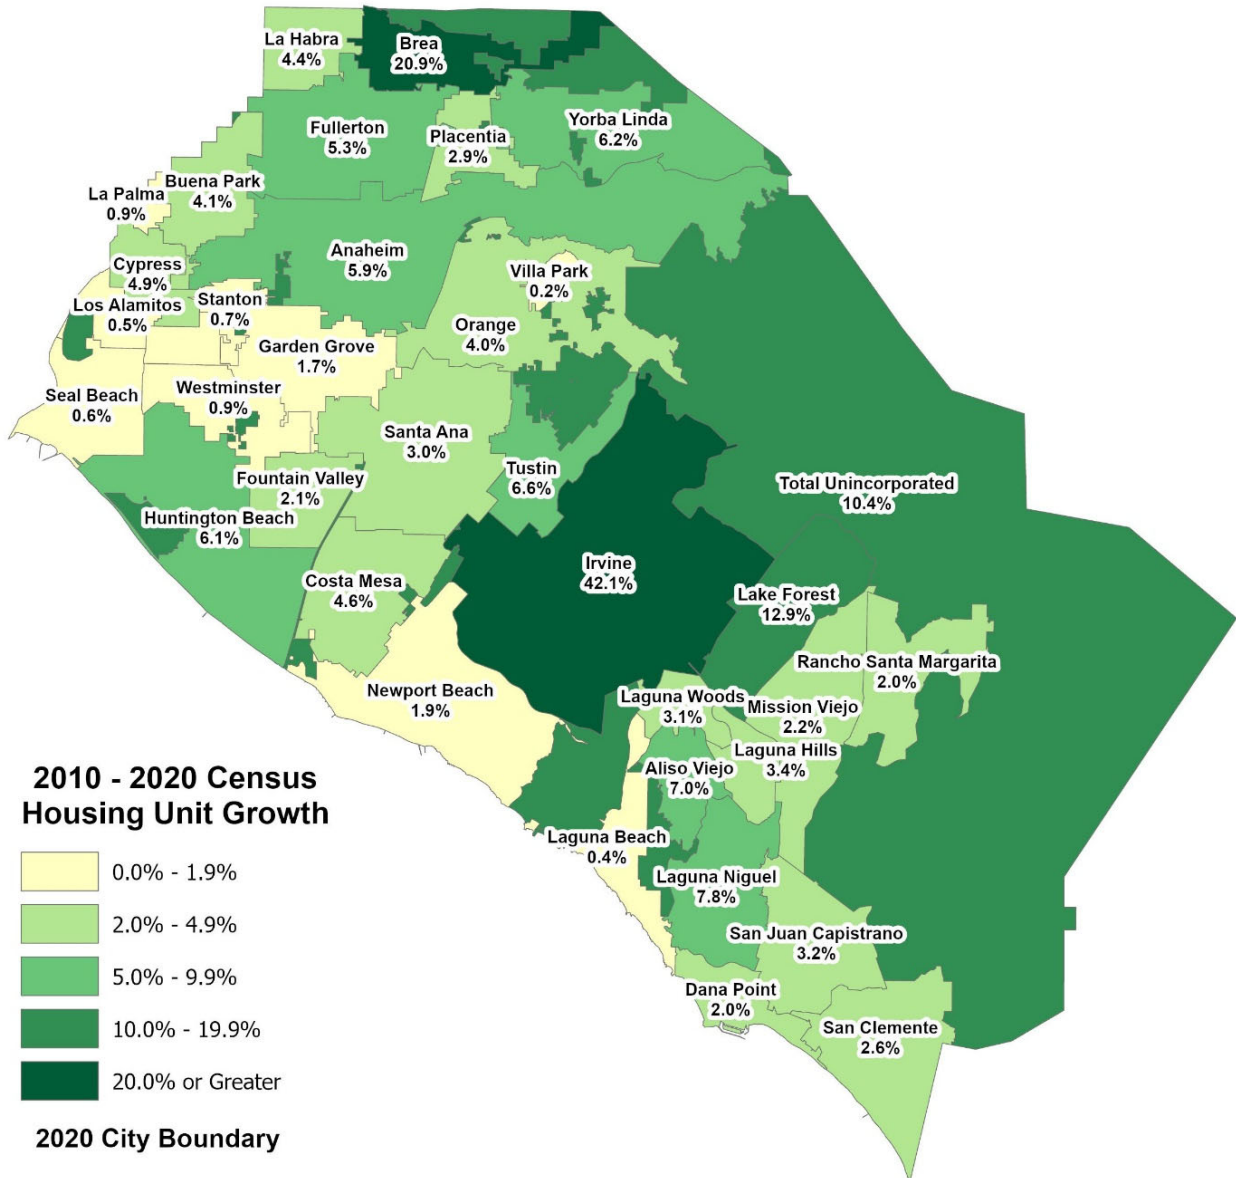 La Habra
4.4%
Brea
20.9%
Fullerton
5.3%
Placentia
2.9%
Yorba Linda
6.2%
Buena Park
4.1%
La Palma
0.9%
Cypress
4.9%
Anaheim
5.9%
Villa Park
0.2%
Los Alamitos
0.5%
Stanton
0.7%
Orange
4.0%
Garden Grove
1.7%
Seal Beach
0.6%
Westminster
0.9%
Santa Ana
3.0%
Tustin
6.6%
Fountain Valley
2.1%
Total Unincorporated
10.4%
Huntington Beach
6.1%
Irvine
42.1%
Costa Mesa
4.6%
Lake Forest
12.9%
Rancho Santa Margarita
2.0%
Newport Beach
1.9%
Laguna Woods
3.1%
Mission Viejo
2.2%
Laguna Hills
3.4%
Aliso Viejo
7.0%
Laguna Beach
0.4%
Laguna Niguel
7.8%
San Juan Capistrano
3.2%
Dana Point
2.0%
San Clemente
2.6%
2010 - 2020 Census
Housing Unit Growth
0.0% - 1.9%
2.0% - 4.9%
5.0% - 9.9%
10.0% - 19.9%
20.0% or Greater
2020 City Boundary